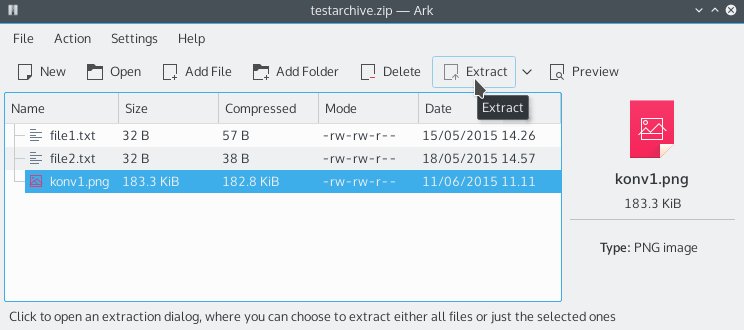 testarchive.zip — Ark
File Action Settings Help
New Open Add File Add Folder Delete Extract Preview
Extract
Name Size Compressed Mode Date
file1.txt 32 B 57 B -rw-rw-r-- 15/05/2015 14.26
file2.txt 32 B 38 B -rw-rw-r-- 18/05/2015 14.57
konv1.png 183.3 KiB 182.8 KiB -rw-rw-r-- 11/06/2015 11.11
konv1.png
183.3 KiB
Type: PNG image
Click to open an extraction dialog, where you can choose to extract either all files or just the selected ones